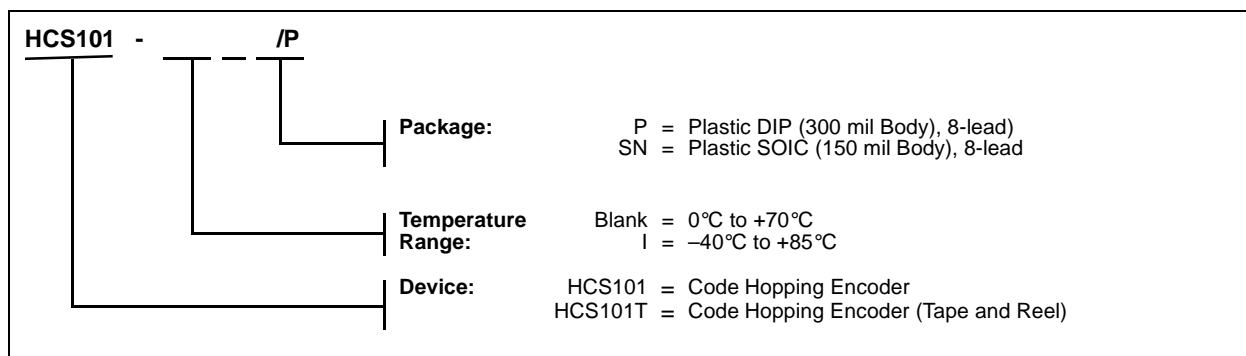 HCS101 - /P
Package: P = Plastic DIP (300 mil Body), 8-lead)
SN = Plastic SOIC (150 mil Body), 8-lead
Temperature Blank = 0°C to +70°C
Range: I = –40°C to +85°C
Device: HCS101 = Code Hopping Encoder
HCS101T = Code Hopping Encoder (Tape and Reel)